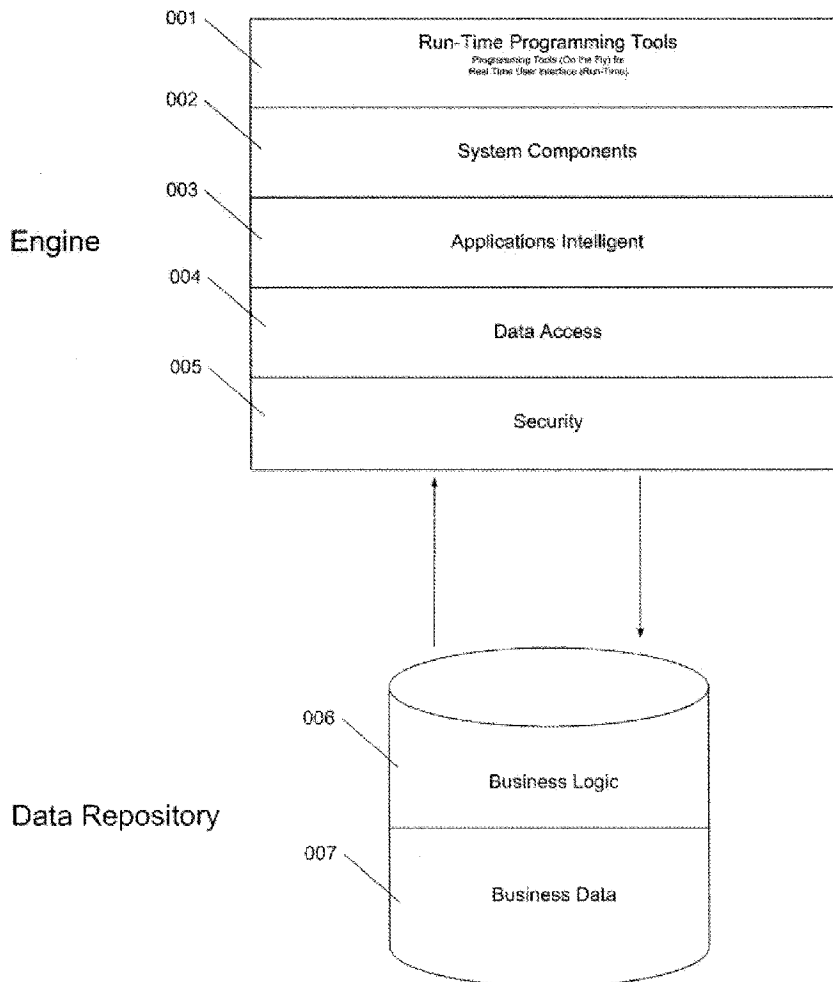 001
Run-Time Programming Tools
Programming Tools (On the Fly) for
Real Time User Interface (Run-Time)
002
System Components
003
Engine
Applications Intelligent
004
Data Access
005
Security
006
Business Logic
Data Repository
007
Business Data